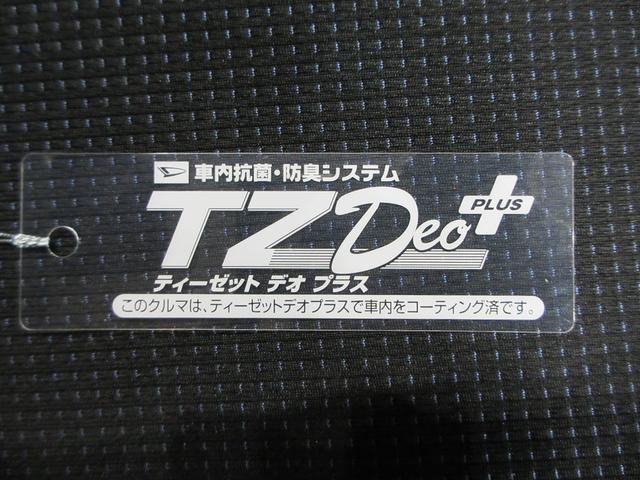 車内抗菌・防臭システム
TZ Deo PLUS
ティーゼット デオ プラス
このクルマは、ティーゼットデオプラスで車内をコーティング済です。